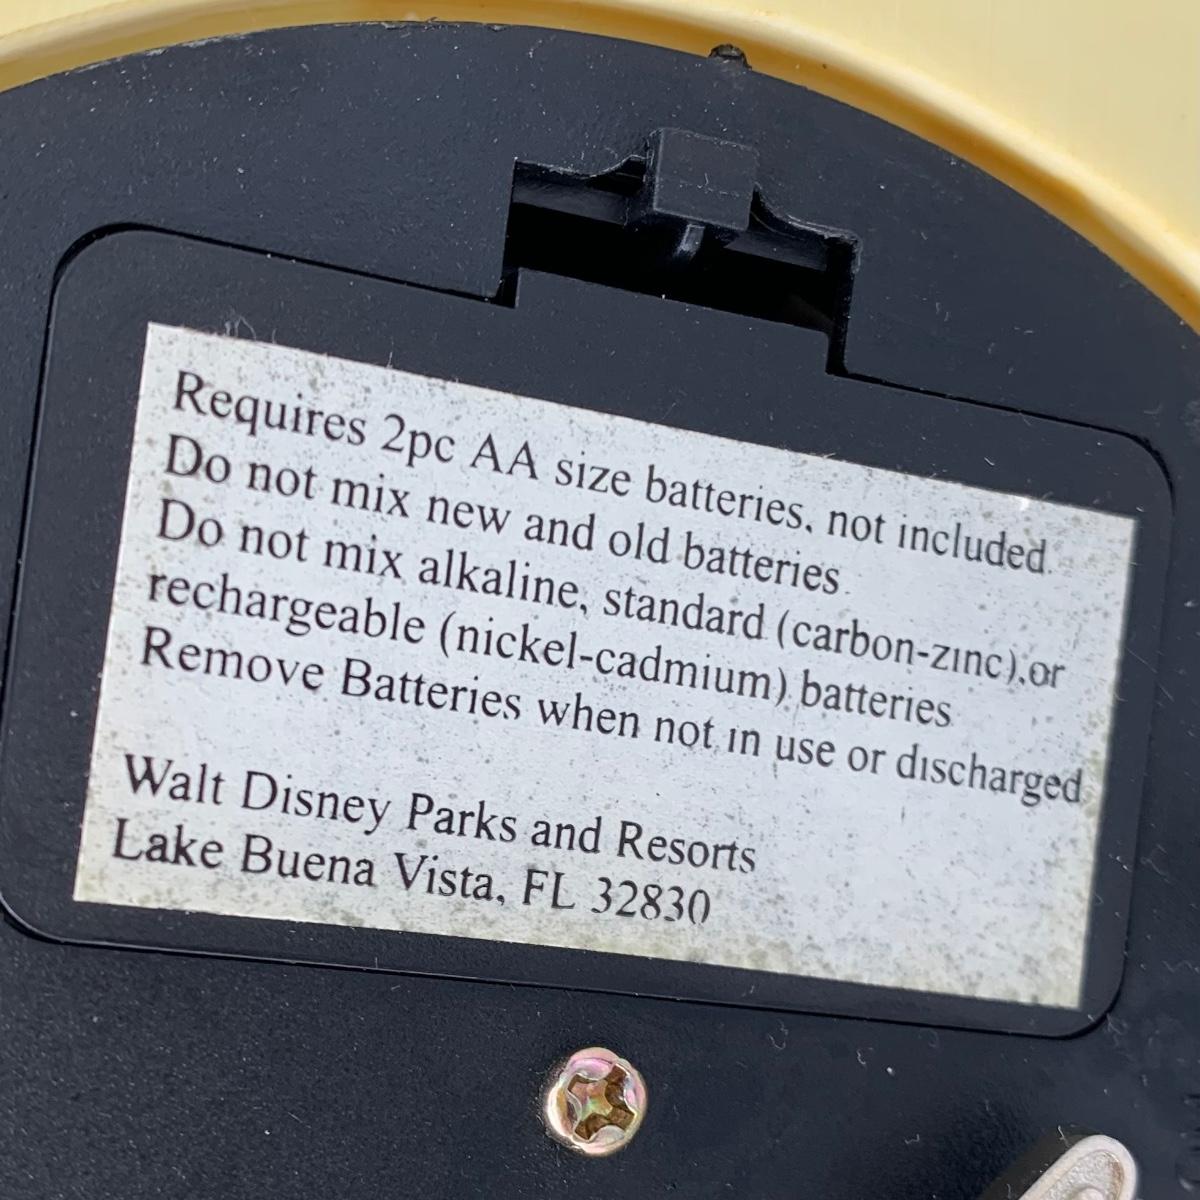 Requires 2pc AA size batteries, not included.
Do not mix new and old batteries.
Do not mix alkaline, standard (carbon-zinc),or
rechargeable (nickel-cadmium) batteries
Remove Batteries when not in use or discharged
Walt Disney Parks and Resorts
Lake Buena Vista, FL 32830